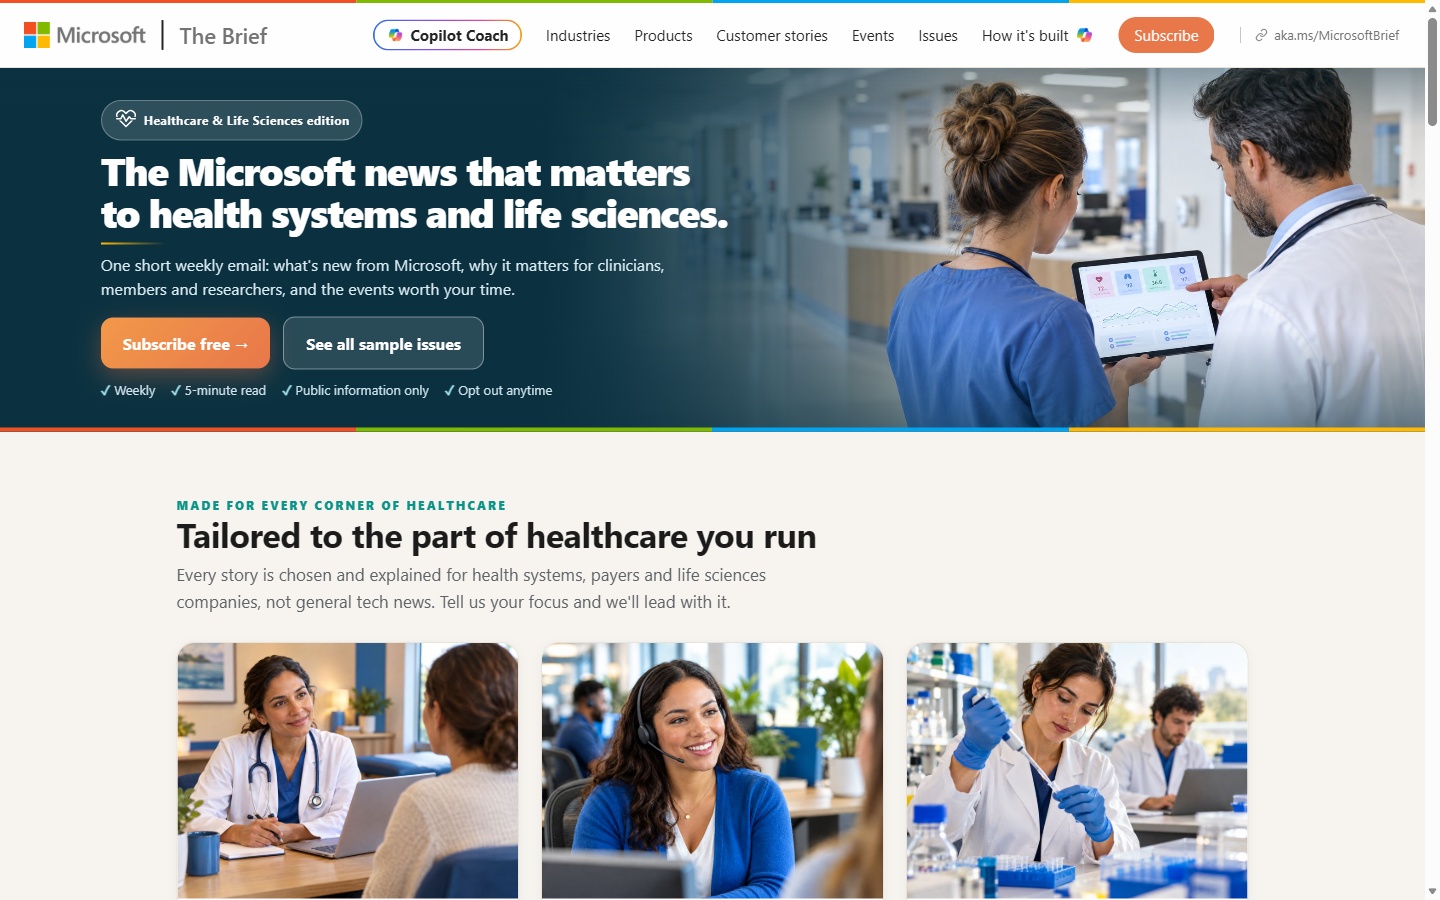 Microsoft
The Brief
Copilot Coach
Industries
Products
Customer stories
Events
Issues
How it's built
Subscribe
aka.ms/MicrosoftBrief
Healthcare & Life Sciences edition
The Microsoft news that matters
to health systems and life sciences.
One short weekly email: what's new from Microsoft, why it matters for clinicians,
members and researchers, and the events worth your time.
Subscribe free →
See all sample issues
✓ Weekly ✓ 5-minute read ✓ Public information only ✓ Opt out anytime
MADE FOR EVERY CORNER OF HEALTHCARE
Tailored to the part of healthcare you run
Every story is chosen and explained for health systems, payers and life sciences
companies, not general tech news. Tell us your focus and we'll lead with it.